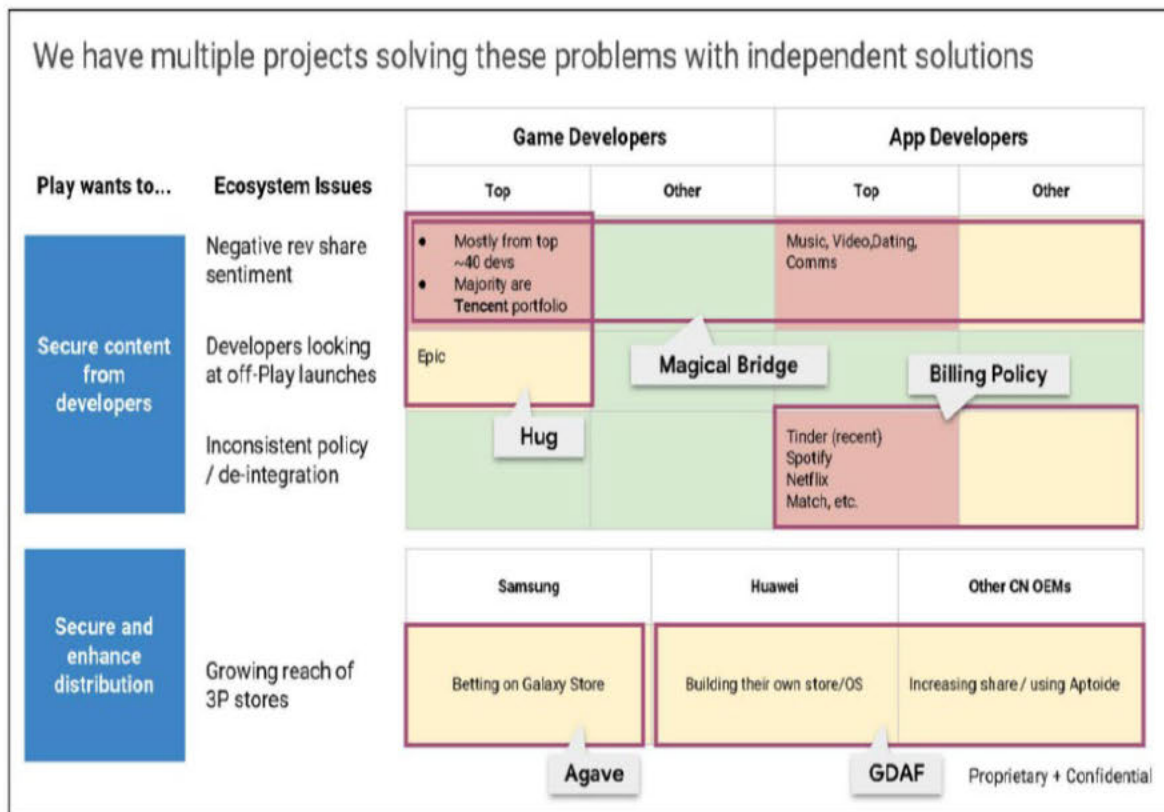 We have multiple projects solving these problems with independent solutions
Game Developers
App Developers
Play wants to...
Ecosystem Issues
Top
Other
Top
Other
Secure content
from
developers
Negative rev share
sentiment
● Mostly from top
~40 devs
● Majority are
Tencent portfolio
Music, Video,Dating,
Comms
Developers looking
at off-Play launches
Epic
Magical Bridge
Billing Policy
Hug
Inconsistent policy
/ de-integration
Tinder (recent)
Spotify
Netflix
Match, etc.
Samsung
Huawei
Other CN OEMs
Secure and
enhance
distribution
Growing reach of
3P stores
Betting on Galaxy Store
Building their own store/OS
Increasing share / using Aptoide
Agave
GDAF
Proprietary + Confidential